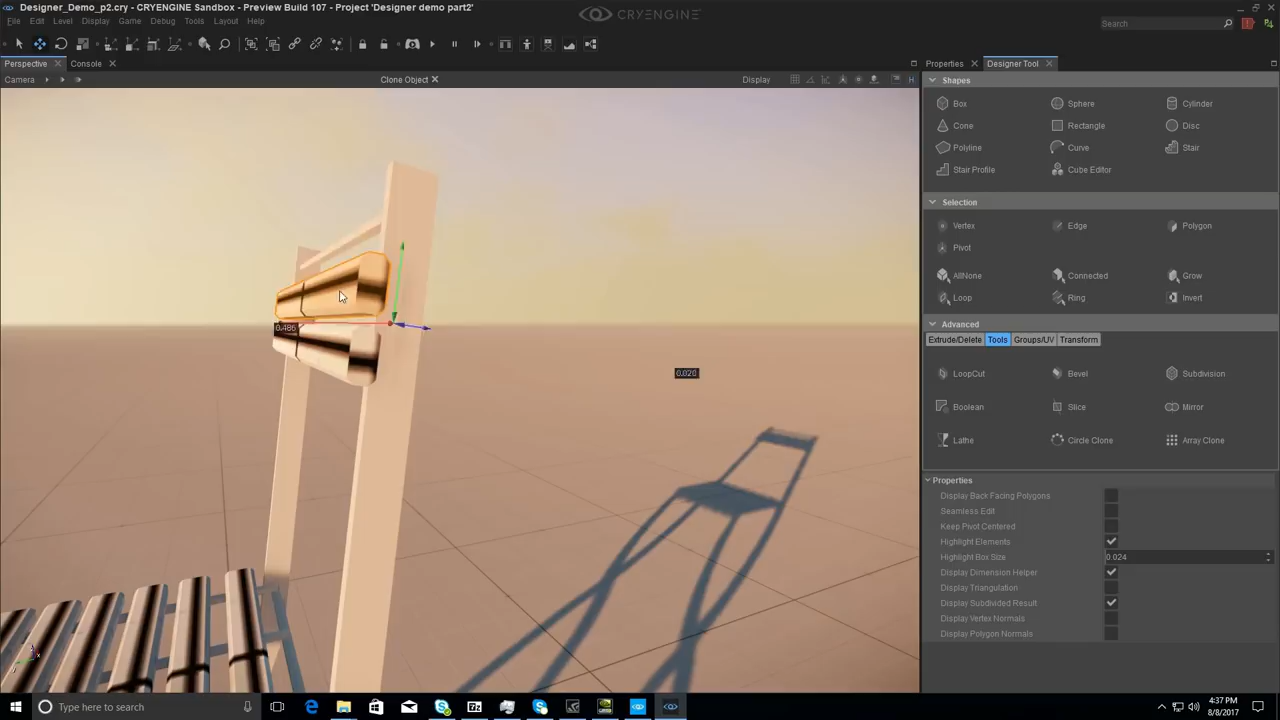 Designer_Demo_p2.cry - CRYENGINE Sandbox - Preview Build 107 - Project 'Designer demo part2'
CRYENGINE
File Edit Level Display Group Debug Tools Layout Help
Search
Perspective Console
Properties Designer Tool
Camera Clone Object Display
H
Shapes
Box Sphere Cylinder
Cone Rectangle Disc
Polyline Curve Stair
Stair Profile Cube Editor
Selection
Vertex Edge Polygon
Pivot
AllNone Connected Grow
Loop Ring Invert
Advanced
Extrude/Delete Tools Groups/UV Transform
LoopCut Bevel Subdivision
Boolean Slice Mirror
Lathe Circle Clone Array Clone
0.486
0.020
Properties
Display Back Facing Polygons
Seamless Edit
Keep Pivot Centered
Highlight Elements
Highlight Box Size 0.024
Display Dimension Helper
Display Triangulation
Display Subdivided Result
Display Vertex Normals
Display Polygon Normals
Type here to search
4:37 PM
8/8/2017